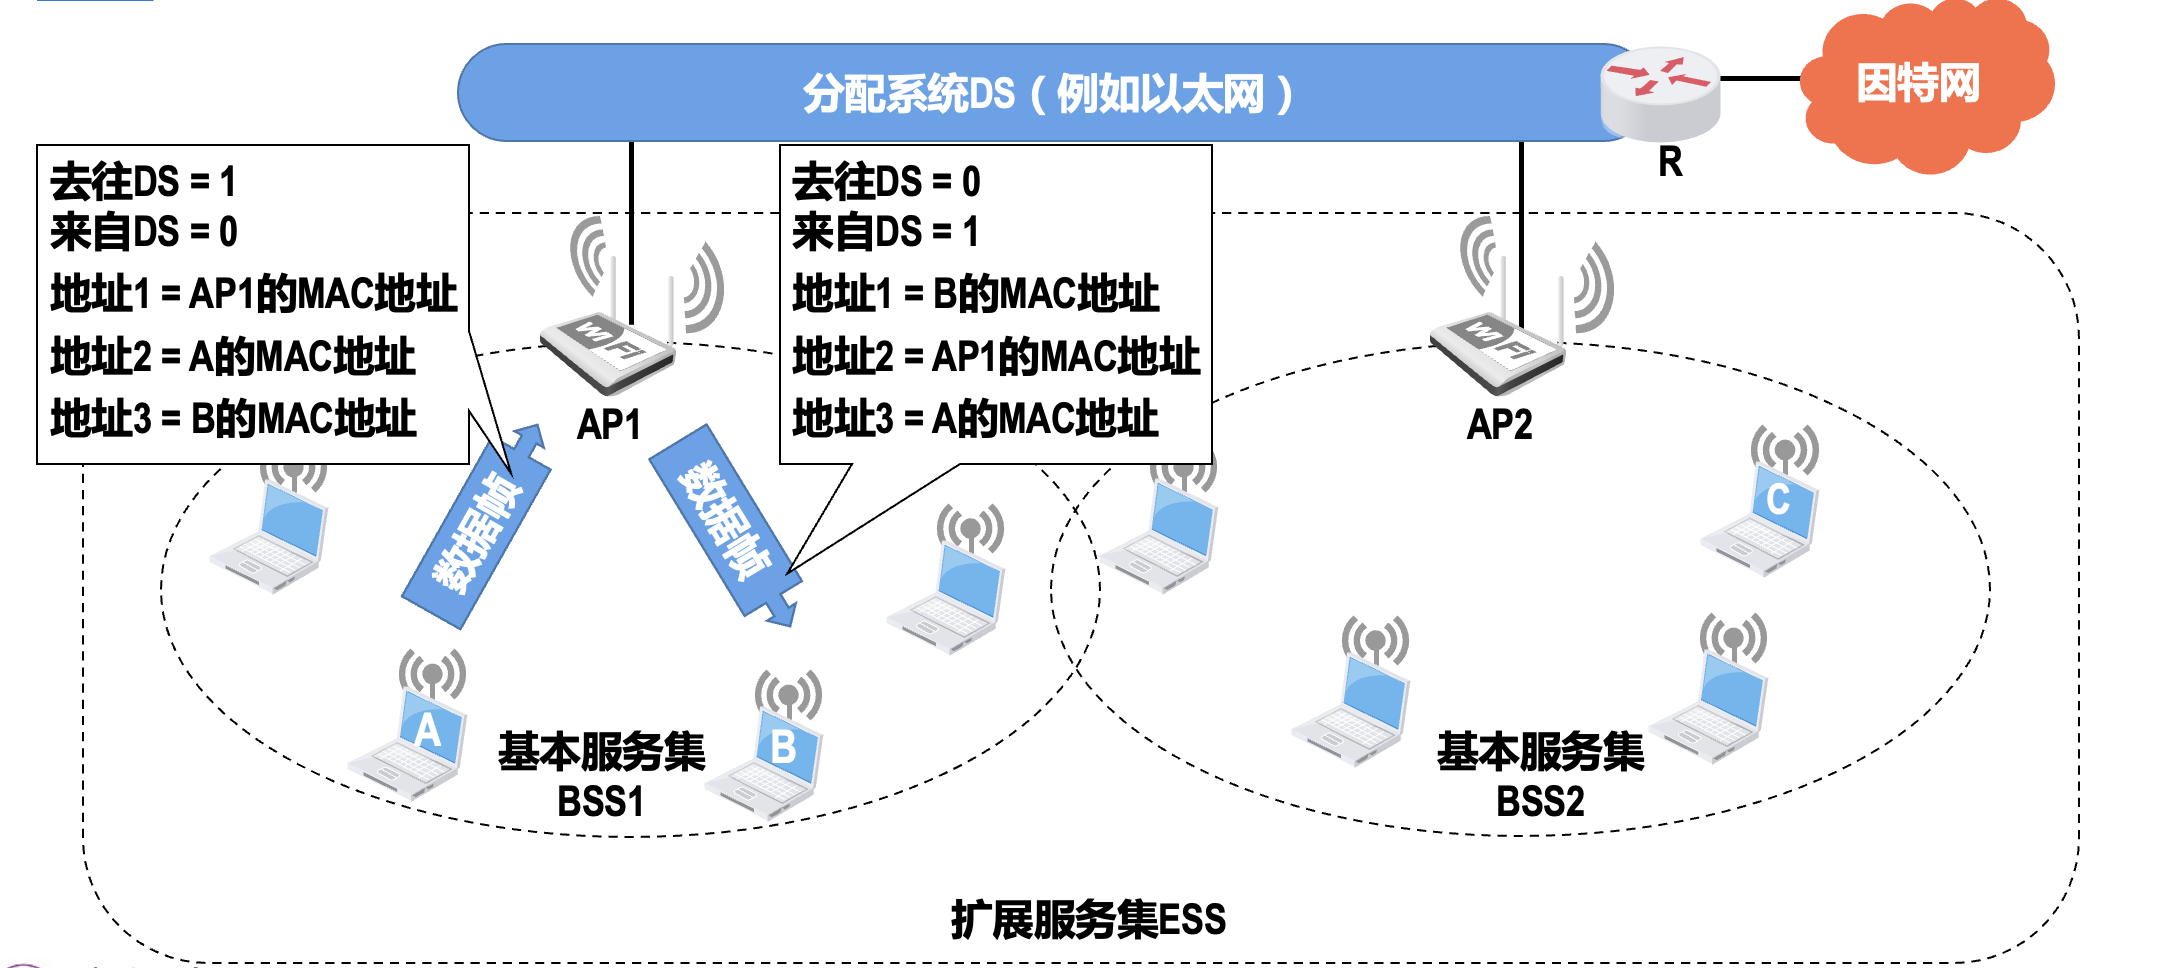 分配系统DS（例如以太网）
因特网
R
去往DS = 1
来自DS = 0
地址1 = AP1的MAC地址
地址2 = A的MAC地址
地址3 = B的MAC地址
去往DS = 0
来自DS = 1
地址1 = B的MAC地址
地址2 = AP1的MAC地址
地址3 = A的MAC地址
WiFi
AP1
WiFi
AP2
数据帧
数据帧
C
A
B
基本服务集
BSS1
基本服务集
BSS2
扩展服务集ESS